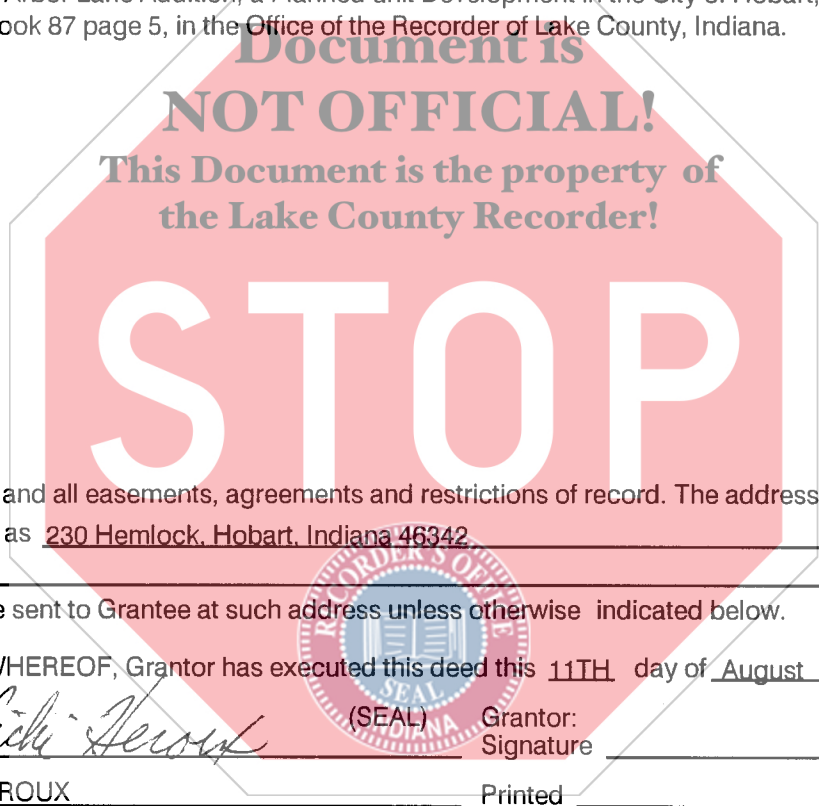 Arbor Lane Addition, a Planned unit Development in the City of Hobart,
ook 87 page 5, in the Office of the Recorder of Lake County, Indiana.
Document is
NOT OFFICIAL!
This Document is the property of
the Lake County Recorder!
STOP
and all easements, agreements and restrictions of record. The address
as 230 Hemlock, Hobart, Indiana 46342
e sent to Grantee at such address unless otherwise indicated below.
WHEREOF, Grantor has executed this deed this 11TH day of August
icki Heroux (SEAL) Grantor:
Signature
ROUX Printed
RECORDER'S OFFICE
SEAL
INDIANA